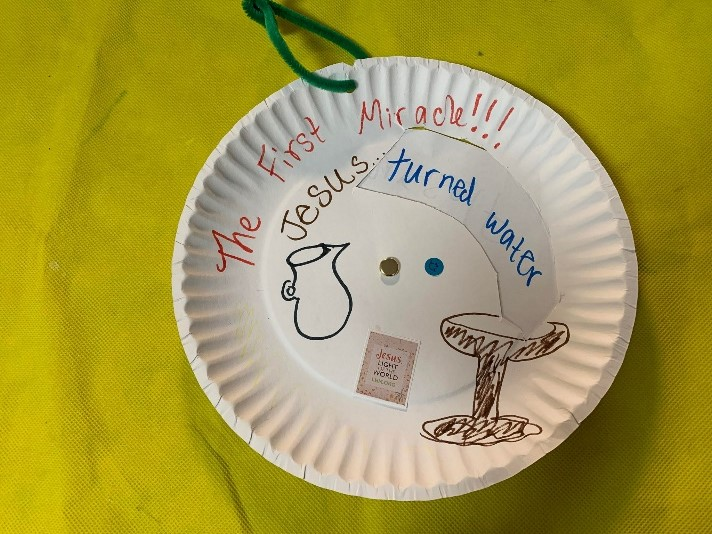 The First Miracle!!!
Jesus...
turned water
Jesus
LIGHT
WORLD